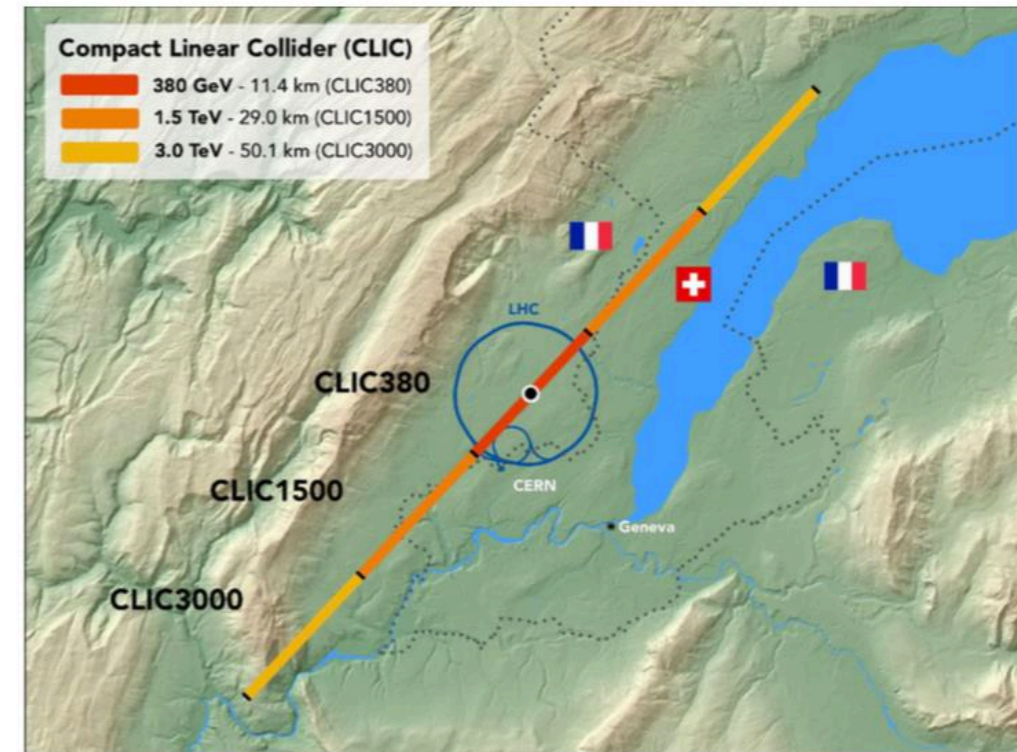 Compact Linear Collider (CLIC)
380 GeV - 11.4 km (CLIC380)
1.5 TeV - 29.0 km (CLIC1500)
3.0 TeV - 50.1 km (CLIC3000)
LHC
CLIC380
CLIC1500
CERN
Geneva
CLIC3000